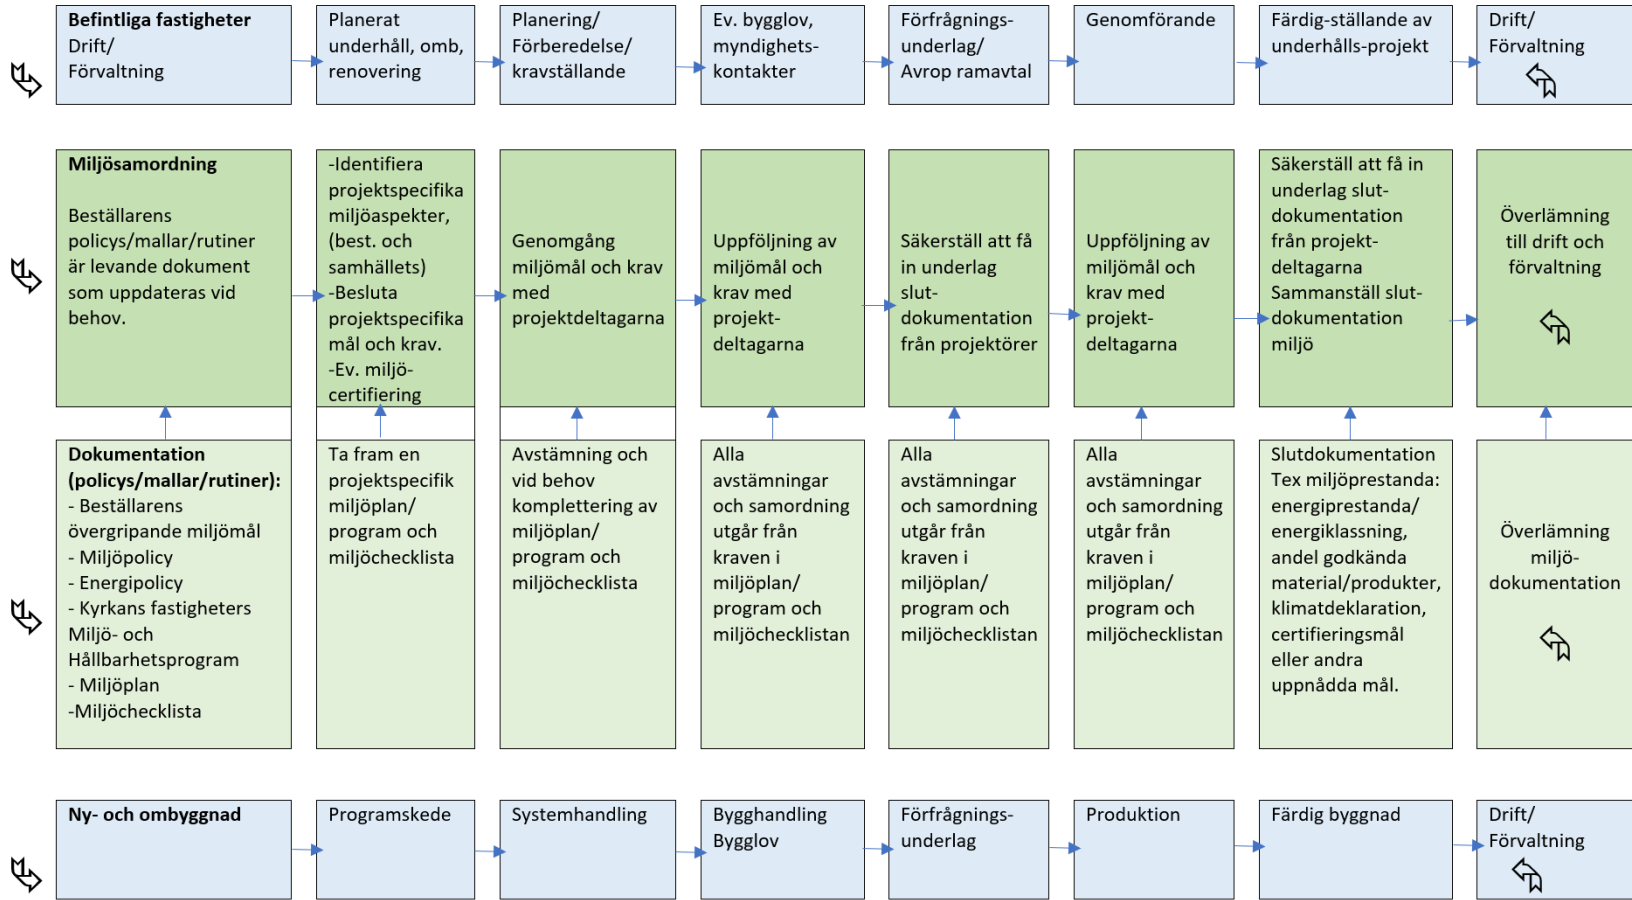 Befintliga fastigheter
Drift/
Förvaltning
Planerat
underhåll, omb,
renovering
Planering/
Förberedelse/
kravställande
Ev. bygglov,
myndighets-
kontakter
Förfrågnings-
underlag/
Avrop ramavtal
Genomförande
Färdig-ställande av
underhålls-projekt
Drift/
Förvaltning
Miljösamordning
Beställarens
policys/mallar/rutiner
är levande dokument
som uppdateras vid
behov.
-Identifiera
projektspecifika
miljöaspekter,
(best. och
samhällets)
-Besluta
projektspecifika
mål och krav.
-Ev. miljö-
certifiering
Genomgång
miljömål och krav
med
projektdeltagarna
Uppföljning av
miljömål och
krav med
projekt-
deltagarna
Säkerställ att få
in underlag
slut-
dokumentation
från projektörer
Uppföljning av
miljömål och
krav med
projekt-
deltagarna
Säkerställ att få in
underlag slut-
dokumentation
från projekt-
deltagarna
Sammanställ slut-
dokumentation
miljö
Överlämning
till drift och
förvaltning
Dokumentation
(policys/mallar/rutiner):
- Beställarens
övergripande miljömål
- Miljöpolicy
- Energipolicy
- Kyrkans fastigheters
Miljö- och
Hållbarhetsprogram
- Miljöplan
-Miljöchecklista
Ta fram en
projektspecifik
miljöplan/
program och
miljöchecklista
Avstämning och
vid behov
komplettering av
miljöplan/
program och
miljöchecklista
Alla
avstämningar
och samordning
utgår från
kraven i
miljöplan/
program och
miljöchecklistan
Alla
avstämningar
och samordning
utgår från
kraven i
miljöplan/
program och
miljöchecklistan
Alla
avstämningar
och samordning
utgår från
kraven i
miljöplan/
program och
miljöchecklistan
Slutdokumentation
Tex miljöprestanda:
energiprestanda/
energiklassning,
andel godkända
material/produkter,
klimatdeklaration,
certifieringsmål
eller andra
uppnådda mål.
Överlämning
miljö-
dokumentation
Ny- och ombyggnad
Programskede
Systemhandling
Bygghandling
Bygglov
Förfrågnings-
underlag
Produktion
Färdig byggnad
Drift/
Förvaltning